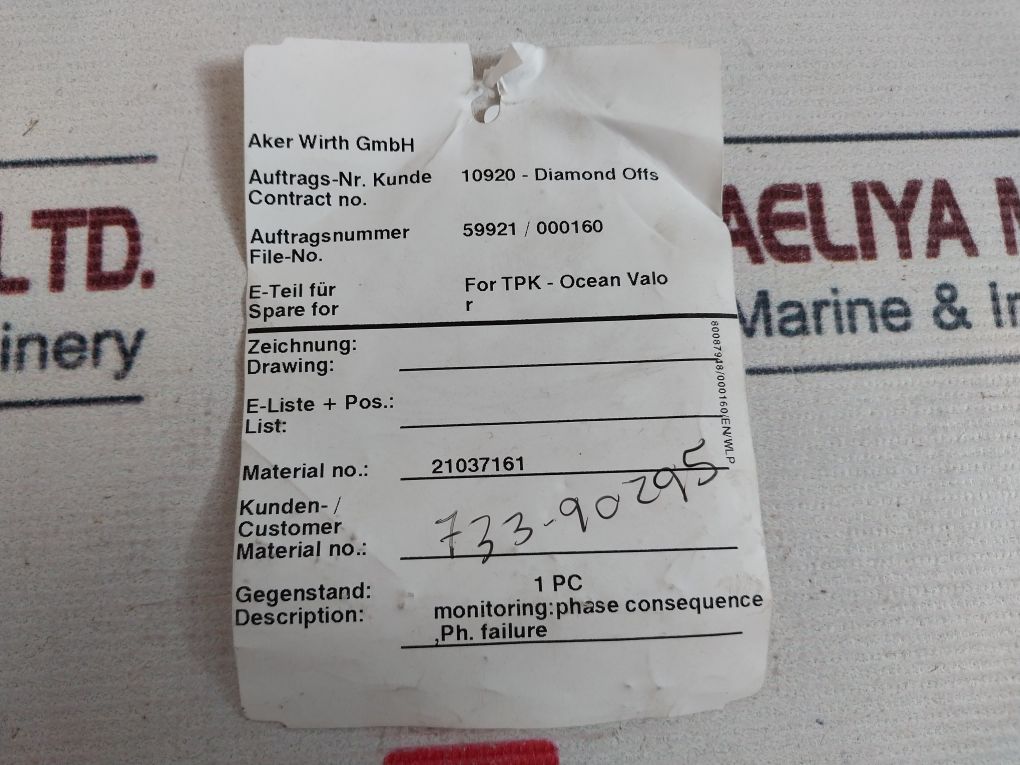 Aker Wirth GmbH
Auftrags-Nr. Kunde 10920 - Diamond Offs
Contract no.
Auftragsnummer 59921 / 000160
File-No.
E-Teil für For TPK - Ocean Valo
Spare for r
Zeichnung:
Drawing:
E-Liste + Pos.:
List:
Material no.: 21037161
Kunden- /
Customer 733-90295
Material no.:
Gegenstand: 1 PC
Description: monitoring:phase consequence
,Ph. failure
80087948/000160/EN/WLP
LTD.
inery
AELIYA M
Marine & In